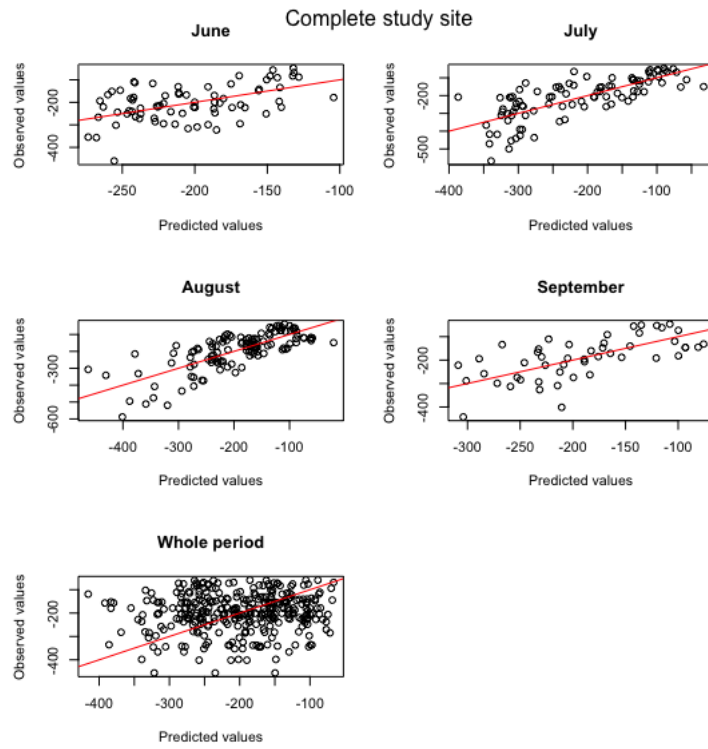 Complete study site
June
Observed values
-200
-400
-250
-200
-150
-100
Predicted values
July
Observed values
-200
-500
-400
-300
-200
-100
Predicted values
August
Observed values
-300
-600
-400
-300
-200
-100
Predicted values
September
Observed values
-200
-400
-300
-250
-200
-150
-100
Predicted values
Whole period
Observed values
-200
-400
-400
-300
-200
-100
Predicted values